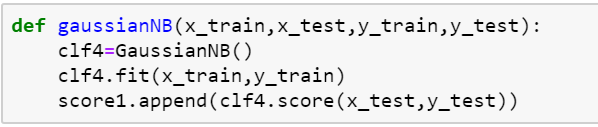 def gaussianNB(x_train,x_test,y_train,y_test):
    clf4=GaussianNB()
    clf4.fit(x_train,y_train)
    score1.append(clf4.score(x_test,y_test))